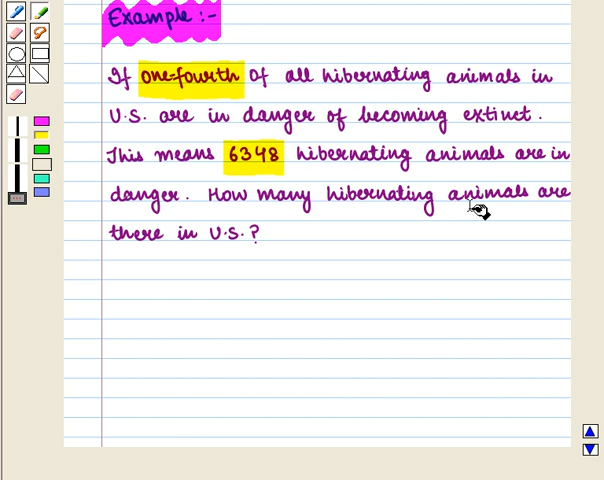 Example :-
If one-fourth of all hibernating animals in
U.S. are in danger of becoming extinct.
This means 6348 hibernating animals are in
danger. How many hibernating animals are
there in U.S.?